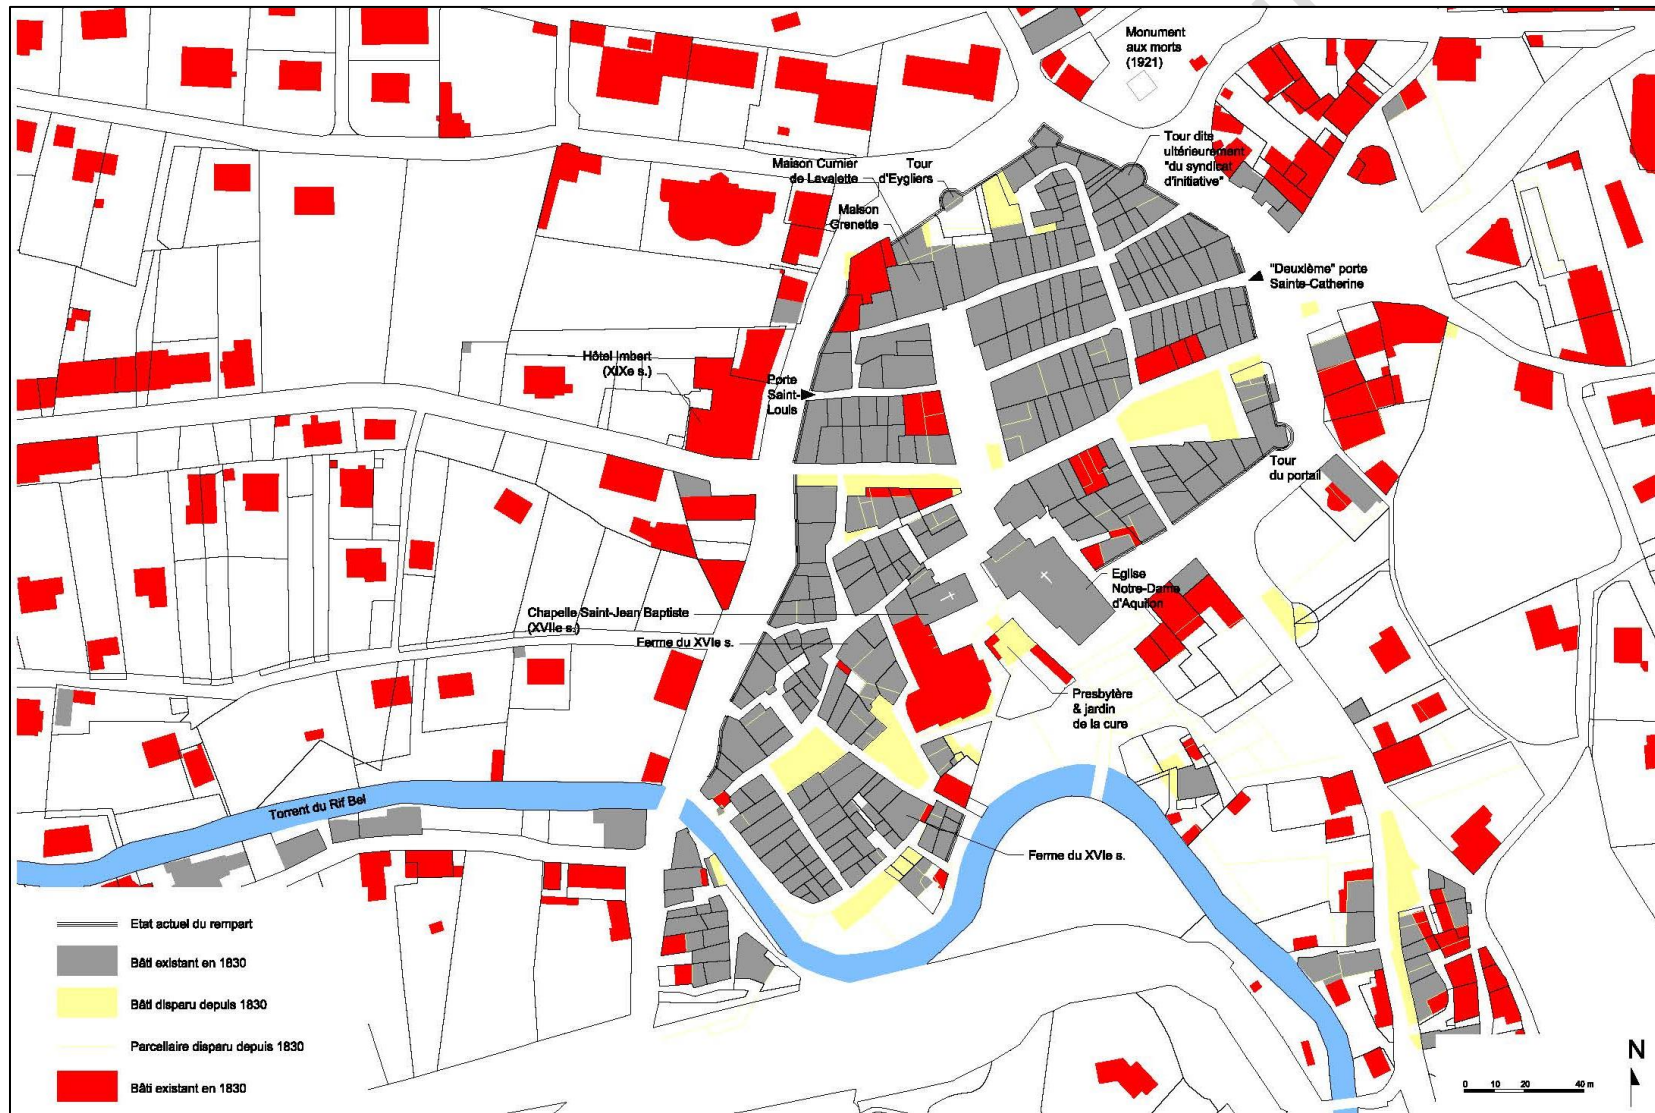 Monument
aux morts
(1921)
Tour dite
ultérieurement
"du syndicat
d'initiative"
Maison Cumier
de Lavalette
Tour
d'Eygliers
Maison
Grenette
"Deuxième" porte
Sainte-Catherine
Hôtel Imbert
(XIXe s.)
Porte
Saint-
Louis
Tour
du portail
Eglise
Notre-Dame
d'Aquilon
Chapelle Saint-Jean Baptiste
(XVIIe s.)
Ferme du XVIe s.
Presbytère
& jardin
de la cure
Torrent du Rif Bel
Ferme du XVIe s.
Etat actuel du rempart
Bâti existant en 1830
Bâti disparu depuis 1830
Parcellaire disparu depuis 1830
Bâti existant en 1830
N
0 10 20 40 m